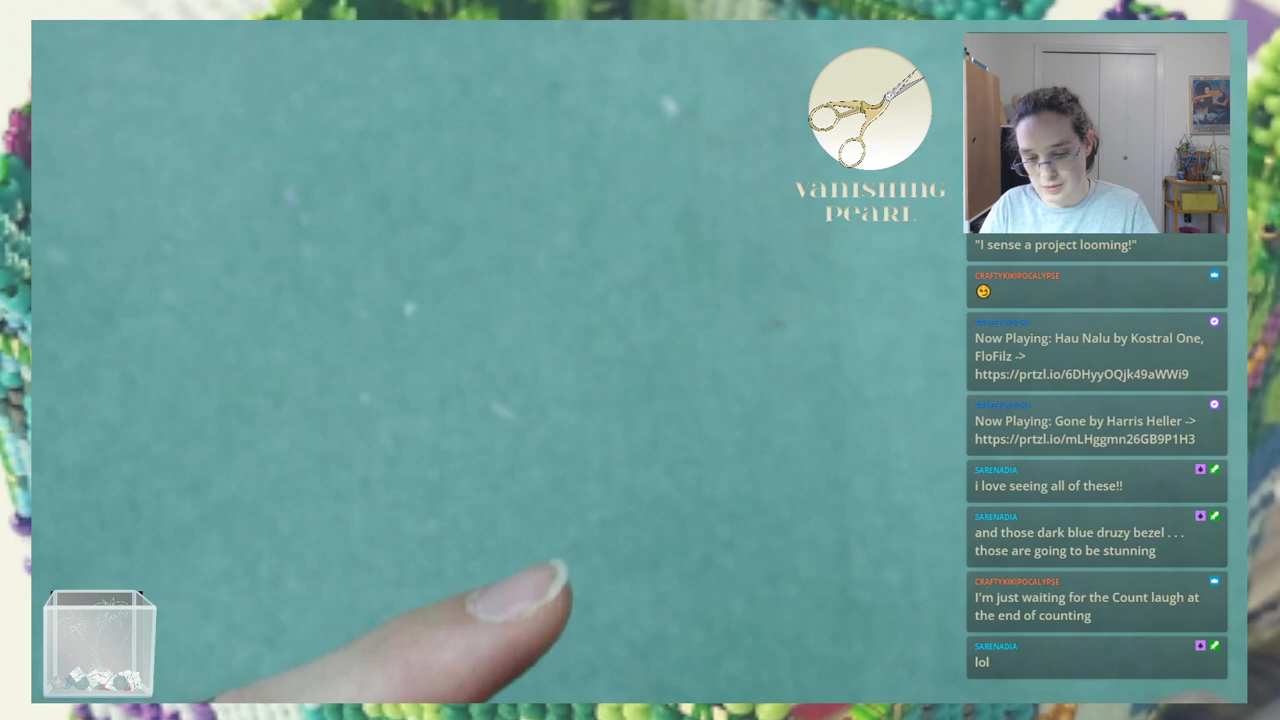 VANISHING
PEARL
"I sense a project looming!"
CRAFTYKIKIPOCALYPSE
Now Playing: Hau Nalu by Kostral One,
FloFilz ->
https://prtzl.io/6DHyyOQjk49aWWi9
Now Playing: Gone by Harris Heller ->
https://prtzl.io/mLHggmn26GB9P1H3
SARENADIA
i love seeing all of these!!
SARENADIA
and those dark blue druzy bezel . . .
those are going to be stunning
CRAFTYKIKIPOCALYPSE
I'm just waiting for the Count laugh at
the end of counting
SARENADIA
lol